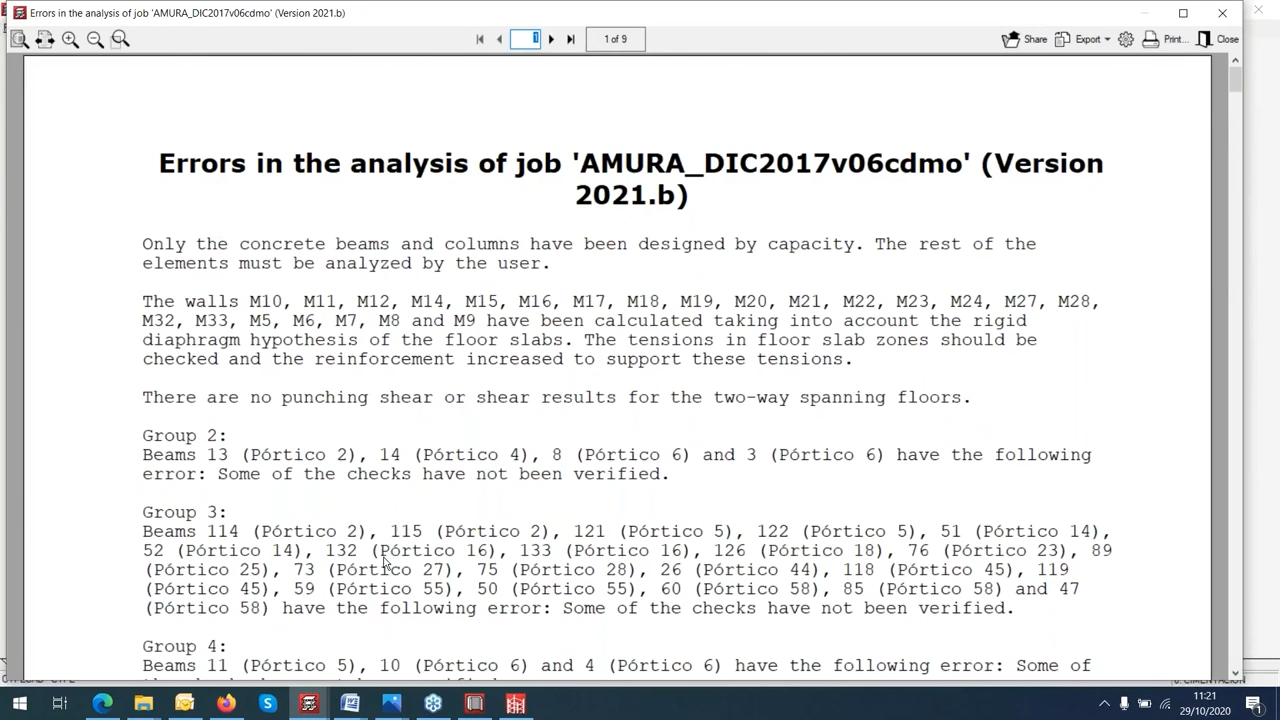 Errors in the analysis of job 'AMURA_DIC2017v06cdmo' (Version 2021.b)
1 1 of 9 Share Export Print... Close
Errors in the analysis of job 'AMURA_DIC2017v06cdmo' (Version
2021.b)
Only the concrete beams and columns have been designed by capacity. The rest of the
elements must be analyzed by the user.
The walls M10, M11, M12, M14, M15, M16, M17, M18, M19, M20, M21, M22, M23, M24, M27, M28,
M32, M33, M5, M6, M7, M8 and M9 have been calculated taking into account the rigid
diaphragm hypothesis of the floor slabs. The tensions in floor slab zones should be
checked and the reinforcement increased to support these tensions.
There are no punching shear or shear results for the two-way spanning floors.
Group 2:
Beams 13 (Pórtico 2), 14 (Pórtico 4), 8 (Pórtico 6) and 3 (Pórtico 6) have the following
error: Some of the checks have not been verified.
Group 3:
Beams 114 (Pórtico 2), 115 (Pórtico 2), 121 (Pórtico 5), 122 (Pórtico 5), 51 (Pórtico 14),
52 (Pórtico 14), 132 (Pórtico 16), 133 (Pórtico 16), 126 (Pórtico 18), 76 (Pórtico 23), 89
(Pórtico 25), 73 (Pórtico 27), 75 (Pórtico 28), 26 (Pórtico 44), 118 (Pórtico 45), 119
(Pórtico 45), 59 (Pórtico 55), 50 (Pórtico 55), 60 (Pórtico 58), 85 (Pórtico 58) and 47
(Pórtico 58) have the following error: Some of the checks have not been verified.
Group 4:
Beams 11 (Pórtico 5), 10 (Pórtico 6) and 4 (Pórtico 6) have the following error: Some of
11:21
29/10/2020